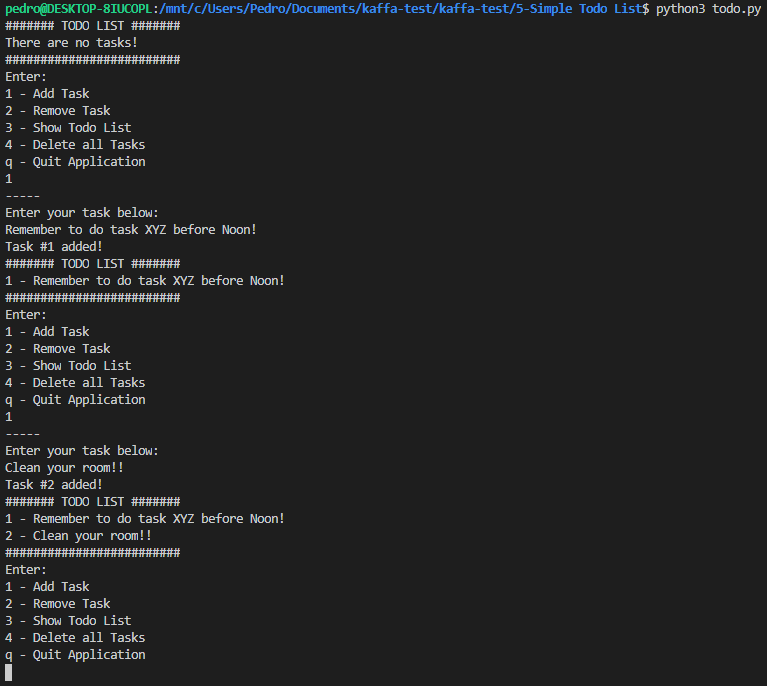 pedro@DESKTOP-8IUCOPL:/mnt/c/Users/Pedro/Documents/kaffa-test/kaffa-test/5-Simple Todo List$ python3 todo.py
####### TODO LIST #######
There are no tasks!
#########################
Enter:
1 - Add Task
2 - Remove Task
3 - Show Todo List
4 - Delete all Tasks
q - Quit Application
1
-----
Enter your task below:
Remember to do task XYZ before Noon!
Task #1 added!
####### TODO LIST #######
1 - Remember to do task XYZ before Noon!
#########################
Enter:
1 - Add Task
2 - Remove Task
3 - Show Todo List
4 - Delete all Tasks
q - Quit Application
1
-----
Enter your task below:
Clean your room!!
Task #2 added!
####### TODO LIST #######
1 - Remember to do task XYZ before Noon!
2 - Clean your room!!
#########################
Enter:
1 - Add Task
2 - Remove Task
3 - Show Todo List
4 - Delete all Tasks
q - Quit Application